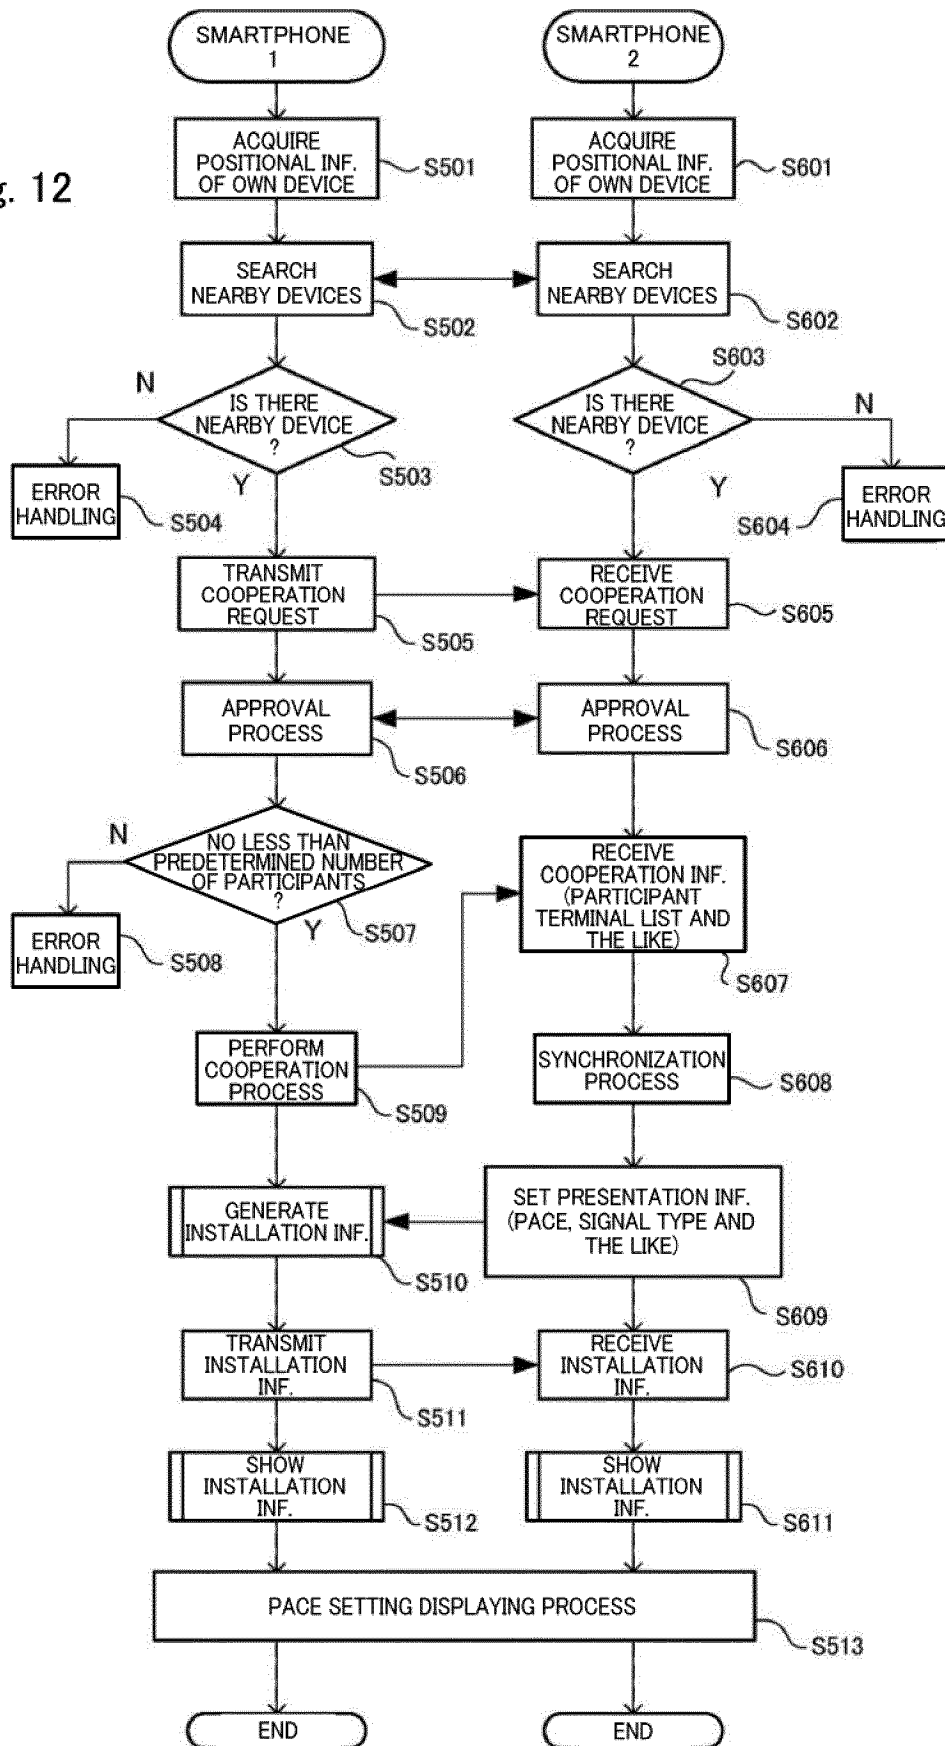 SMARTPHONE
1
SMARTPHONE
2
ACQUIRE
POSITIONAL INF.
OF OWN DEVICE
S501
ACQUIRE
POSITIONAL INF.
OF OWN DEVICE
S601
12
SEARCH
NEARBY DEVICES
S502
SEARCH
NEARBY DEVICES
S602
S603
N
IS THERE
NEARBY DEVICE
?
S503
Y
IS THERE
NEARBY DEVICE
?
N
Y
ERROR
HANDLING
S504
S604
ERROR
HANDLING
TRANSMIT
COOPERATION
REQUEST
S505
RECEIVE
COOPERATION
REQUEST
S605
APPROVAL
PROCESS
S506
APPROVAL
PROCESS
S606
N
NO LESS THAN
PREDETERMINED NUMBER
OF PARTICIPANTS
?
S507
Y
ERROR
HANDLING
S508
RECEIVE
COOPERATION INF.
(PARTICIPANT
TERMINAL LIST AND
THE LIKE)
S607
PERFORM
COOPERATION
PROCESS
S509
SYNCHRONIZATION
PROCESS
S608
GENERATE
INSTALLATION INF.
S510
SET PRESENTATION INF.
(PACE, SIGNAL TYPE AND
THE LIKE)
S609
TRANSMIT
INSTALLATION
INF.
S511
RECEIVE
INSTALLATION
INF.
S610
SHOW
INSTALLATION
INF.
S512
SHOW
INSTALLATION
INF.
S611
PACE SETTING DISPLAYING PROCESS
S513
END
END